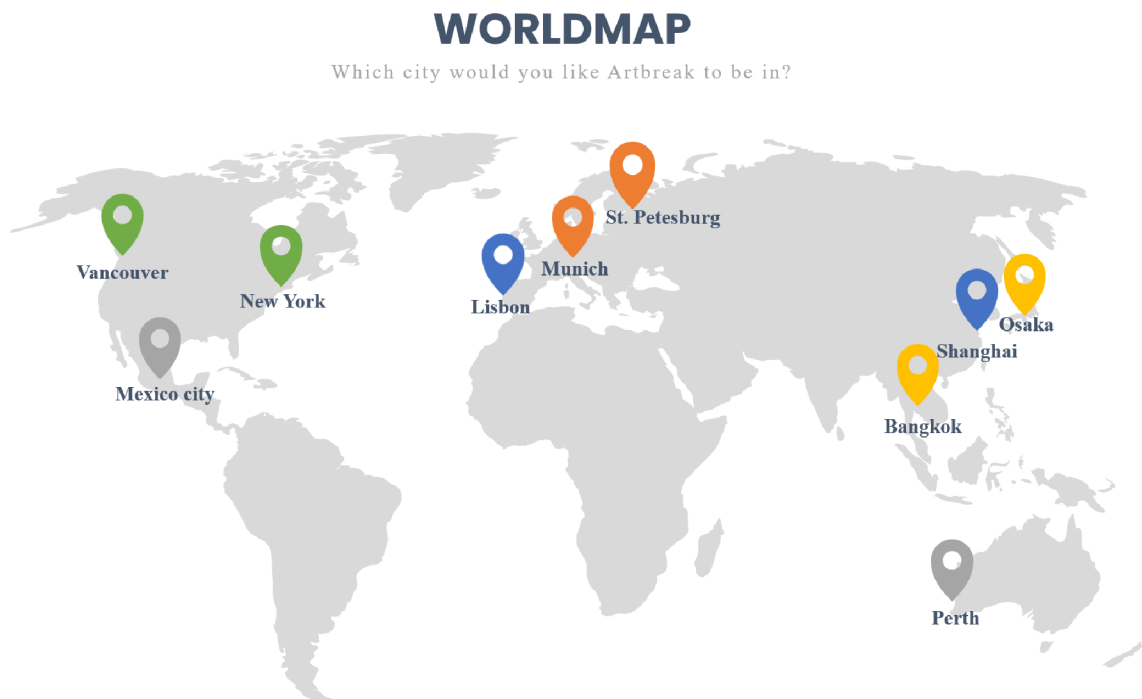 WORLDMAP
Which city would you like Artbreak to be in?
St. Petesburg
Vancouver
Munich
New York
Lisbon
Osaka
Shanghai
Mexico city
Bangkok
Perth